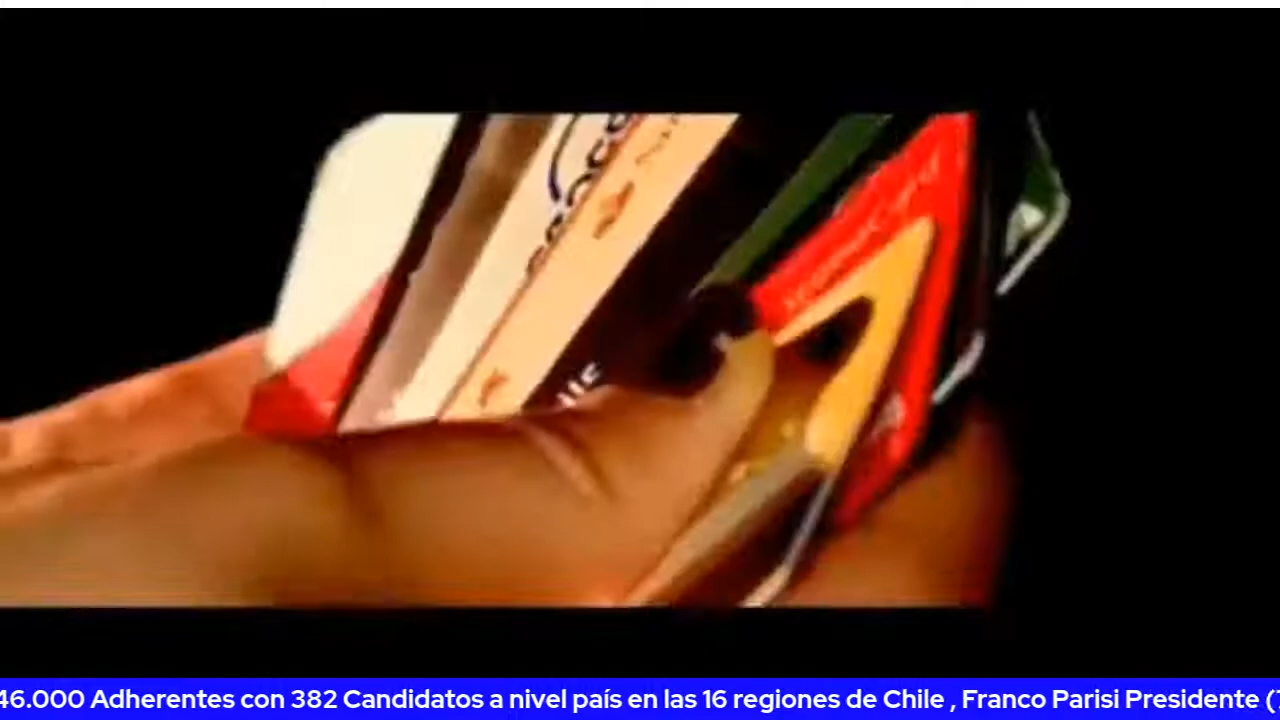 46.000 Adherentes con 382 Candidatos a nivel país en las 16 regiones de Chile , Franco Parisi Presidente (